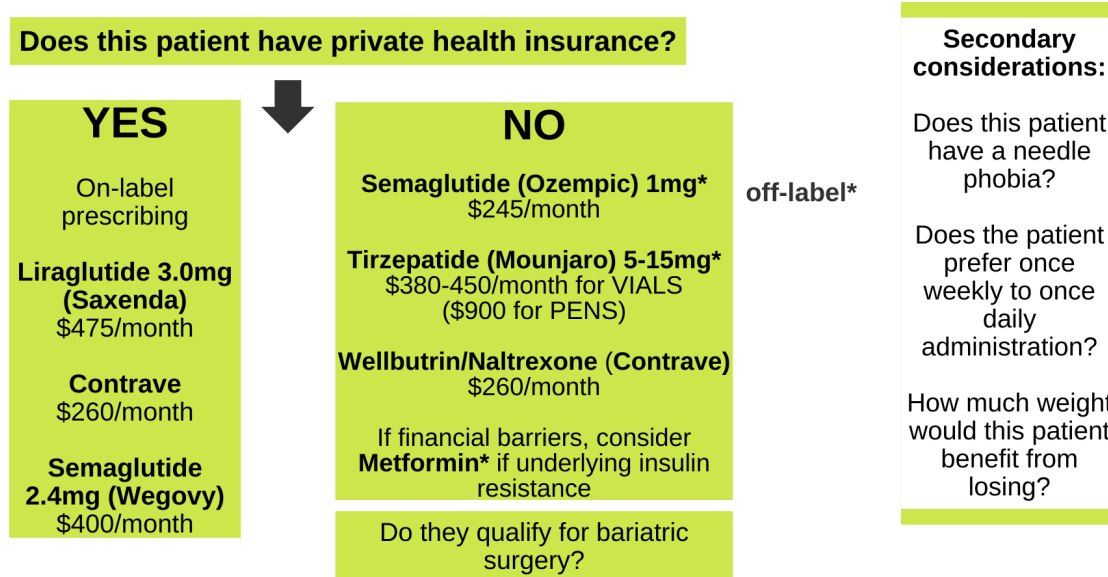 Does this patient have private health insurance?
YES
On-label
prescribing
Liraglutide 3.0mg
(Saxenda)
$475/month
Contrave
$260/month
Semaglutide
2.4mg (Wegovy)
$400/month
NO
Semaglutide (Ozempic) 1mg*
$245/month
Tirzepatide (Mounjaro) 5-15mg*
$380-450/month for VIALS
($900 for PENS)
Wellbutrin/Naltrexone (Contrave)
$260/month
If financial barriers, consider
Metformin* if underlying insulin
resistance
Do they qualify for bariatric
surgery?
off-label*
Secondary
considerations:
Does this patient
have a needle
phobia?
Does the patient
prefer once
weekly to once
daily
administration?
How much weight
would this patient
benefit from
losing?